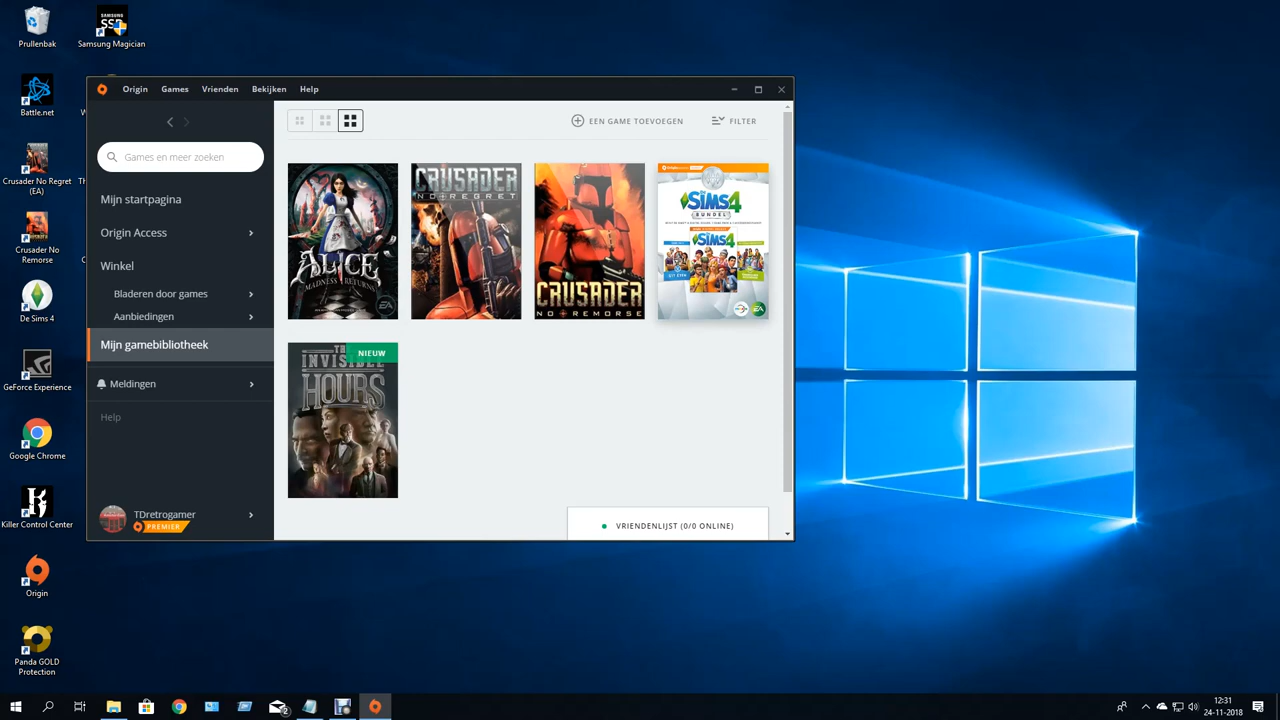 Prullenbak
Samsung Magician
Battle.net
Crusader No Regret (EA)
Crusader No Remorse
De Sims 4
GeForce Experience
Google Chrome
Killer Control Center
Origin
Panda GOLD Protection
Origin
Games
Vrienden
Bekijken
Help
Games en meer zoeken
Mijn startpagina
Origin Access
Winkel
Bladeren door games
Aanbiedingen
Mijn gamebibliotheek
Meldingen
Help
TDretrogamer
PREMIER
EEN GAME TOEVOEGEN
FILTER
ALICE
MADNESS RETURNS
EA
CRUSADER
NO REGRET
CRUSADER
NO REMORSE
DE SIMS 4
BUNDEL
SIMS 4
EA
NIEUW
THE
INVISIBLE
HOURS
VRIENDENLIJST (0/0 ONLINE)
2
12:31
24-11-2018